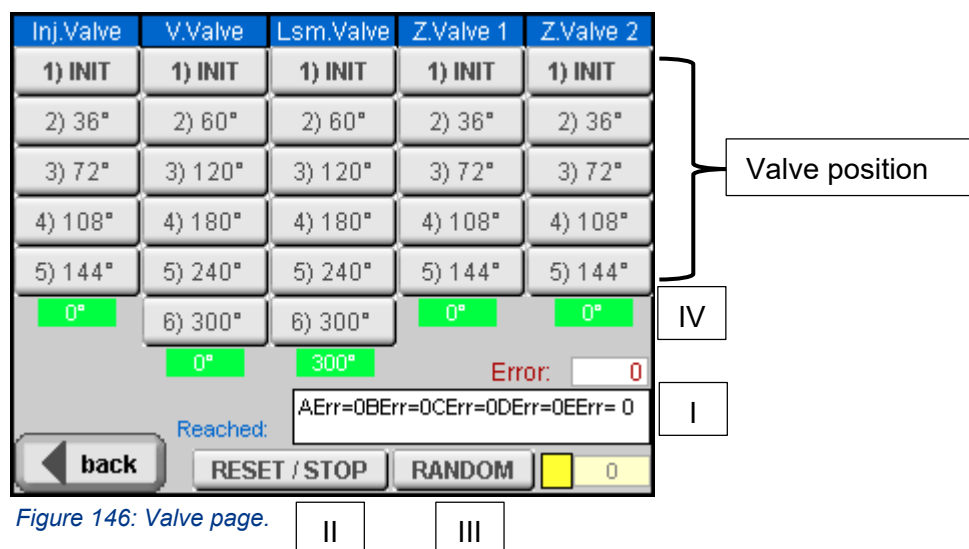 Inj.Valve V.Valve Lsm.Valve Z.Valve 1 Z.Valve 2
1) INIT 1) INIT 1) INIT 1) INIT 1) INIT
2) 36° 2) 60° 2) 60° 2) 36° 2) 36°
3) 72° 3) 120° 3) 120° 3) 72° 3) 72°
Valve position
4) 108° 4) 180° 4) 180° 4) 108° 4) 108°
5) 144° 5) 240° 5) 240° 5) 144° 5) 144°
0° 6) 300° 6) 300° 0° 0° IV
0° 300° Error: 0
AErr=0BErr=0CErr=0DErr=0EErr= 0 I
Reached:
back RESET / STOP RANDOM 0
Figure 146: Valve page. II III